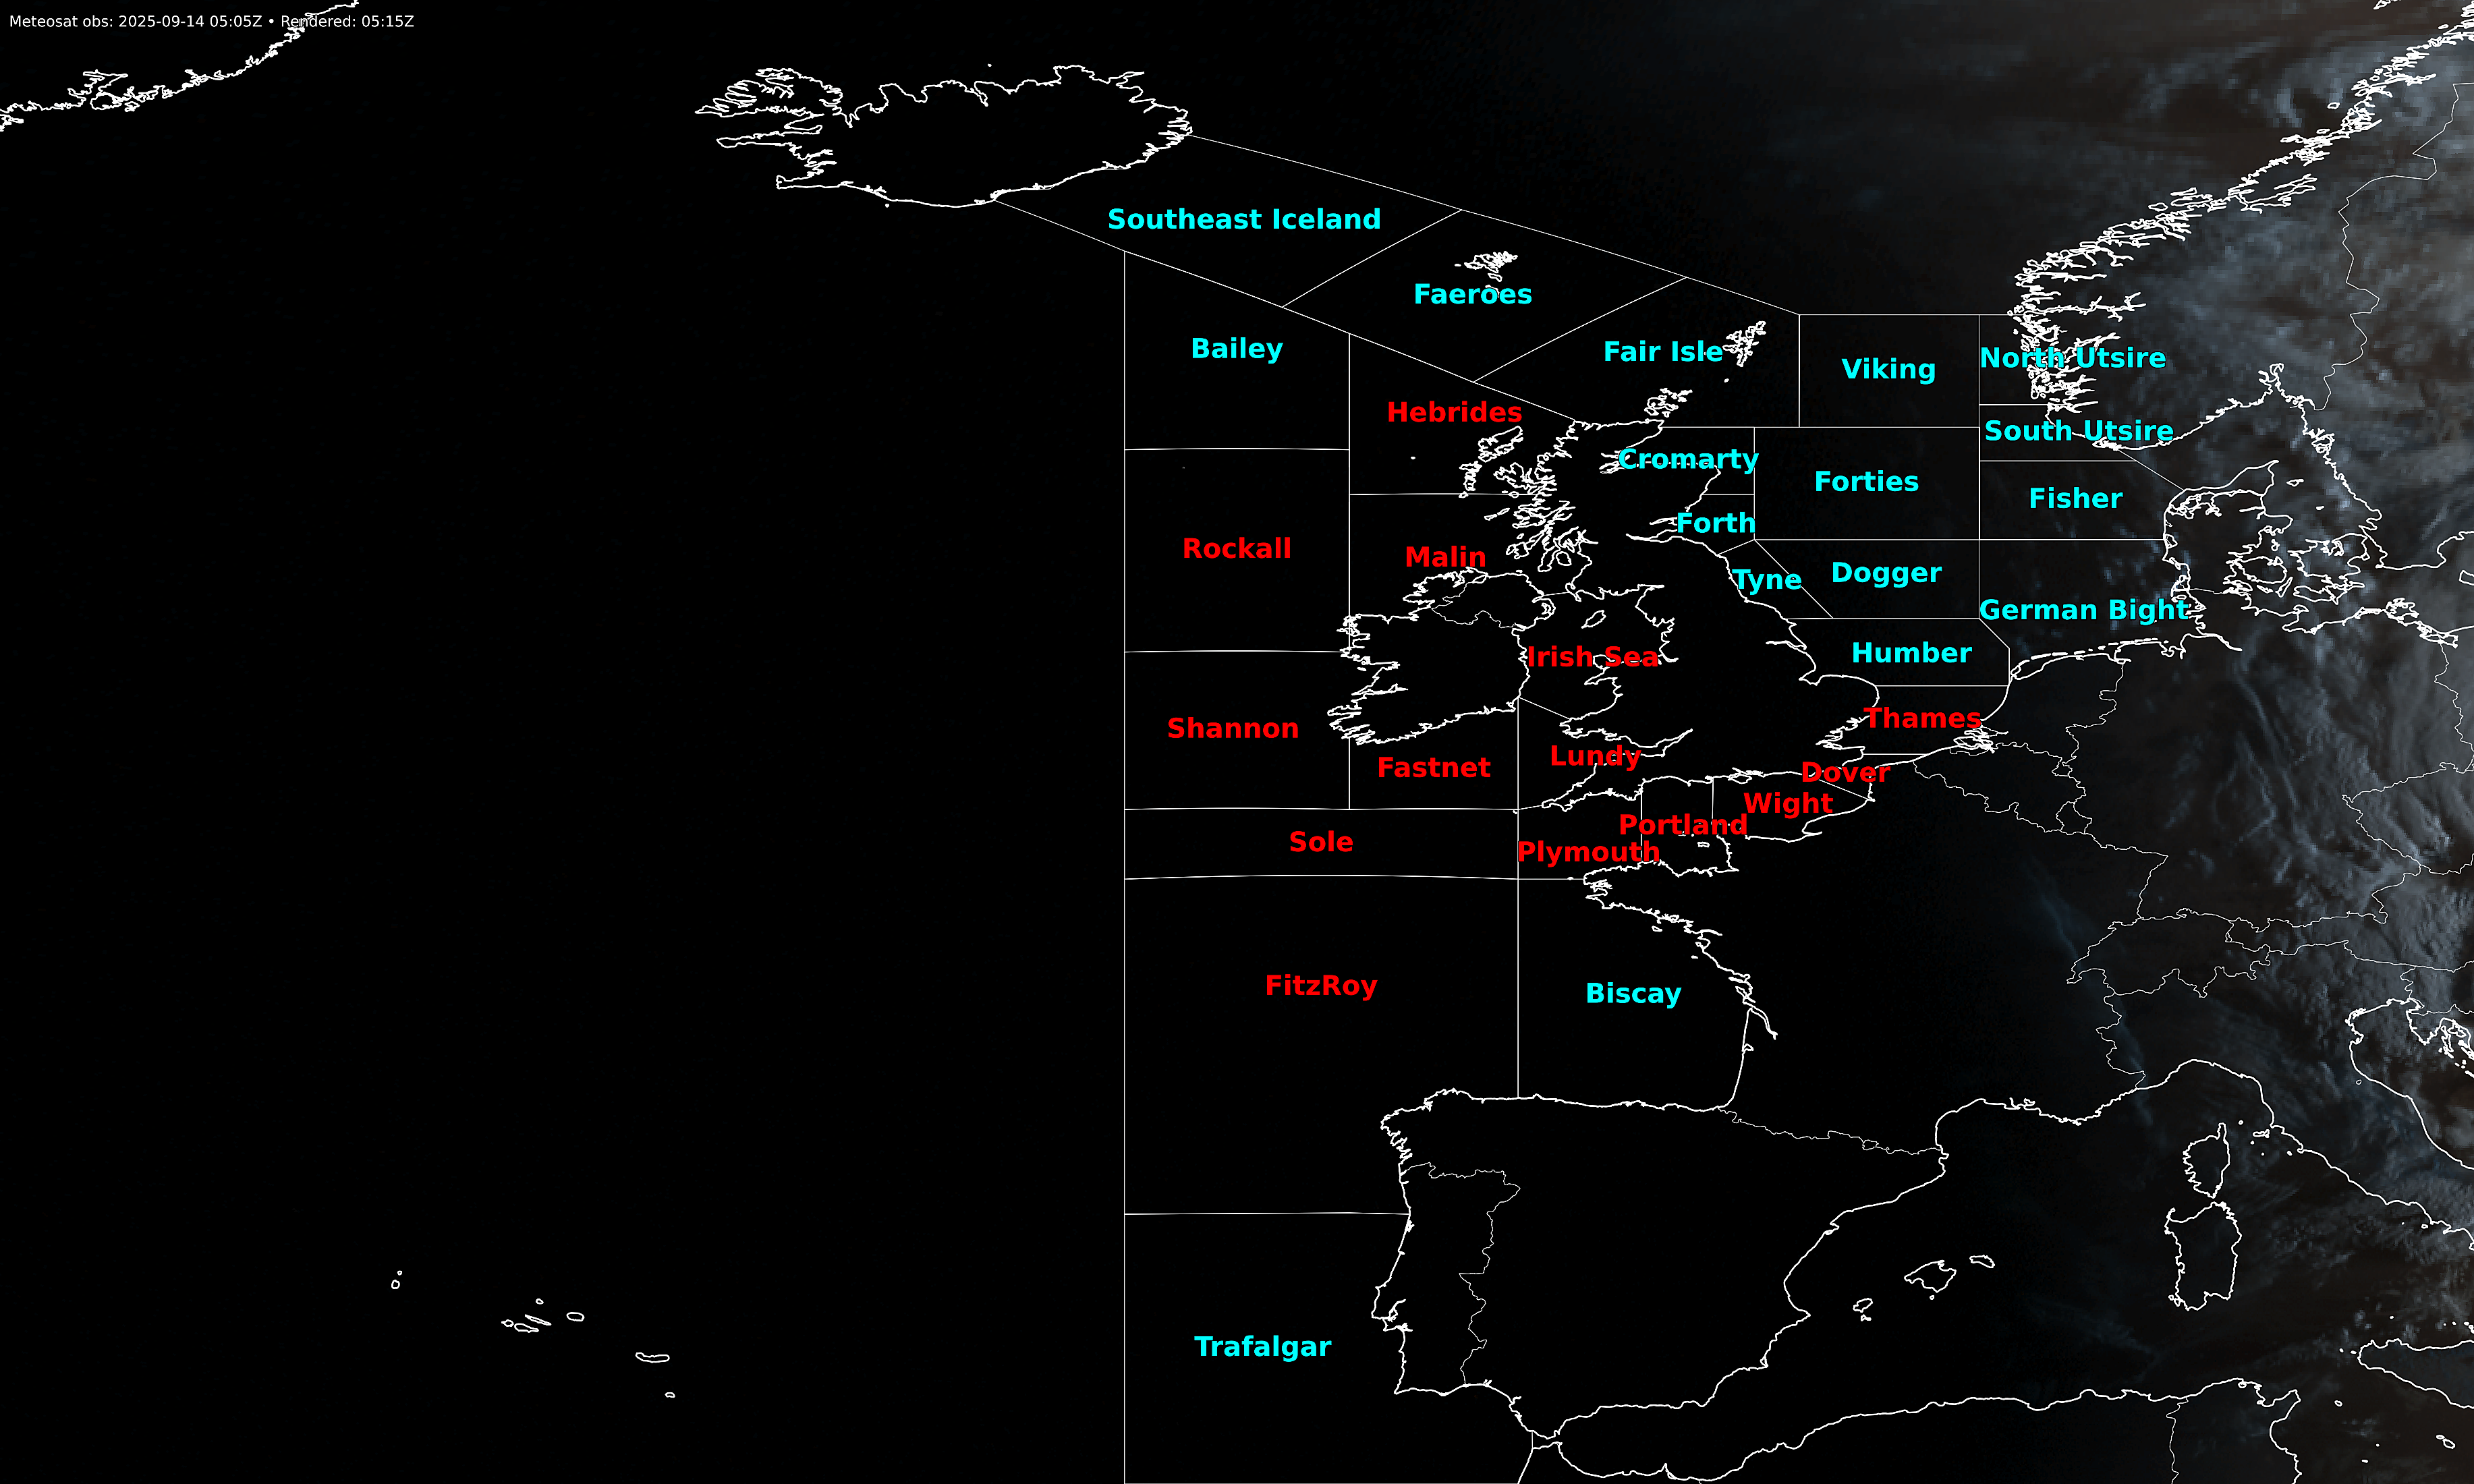 Meteosat obs: 2025-09-14 05:05Z • Rendered: 05:15Z
Southeast Iceland
Faeroes
Bailey
Fair Isle
Viking
North Utsire
Hebrides
South Utsire
Cromarty
Forties
Fisher
Forth
Rockall
Malin
Tyne
Dogger
German Bight
Irish Sea
Humber
Shannon
Thames
Fastnet
Lundy
Dover
Wight
Portland
Sole
Plymouth
FitzRoy
Biscay
Trafalgar